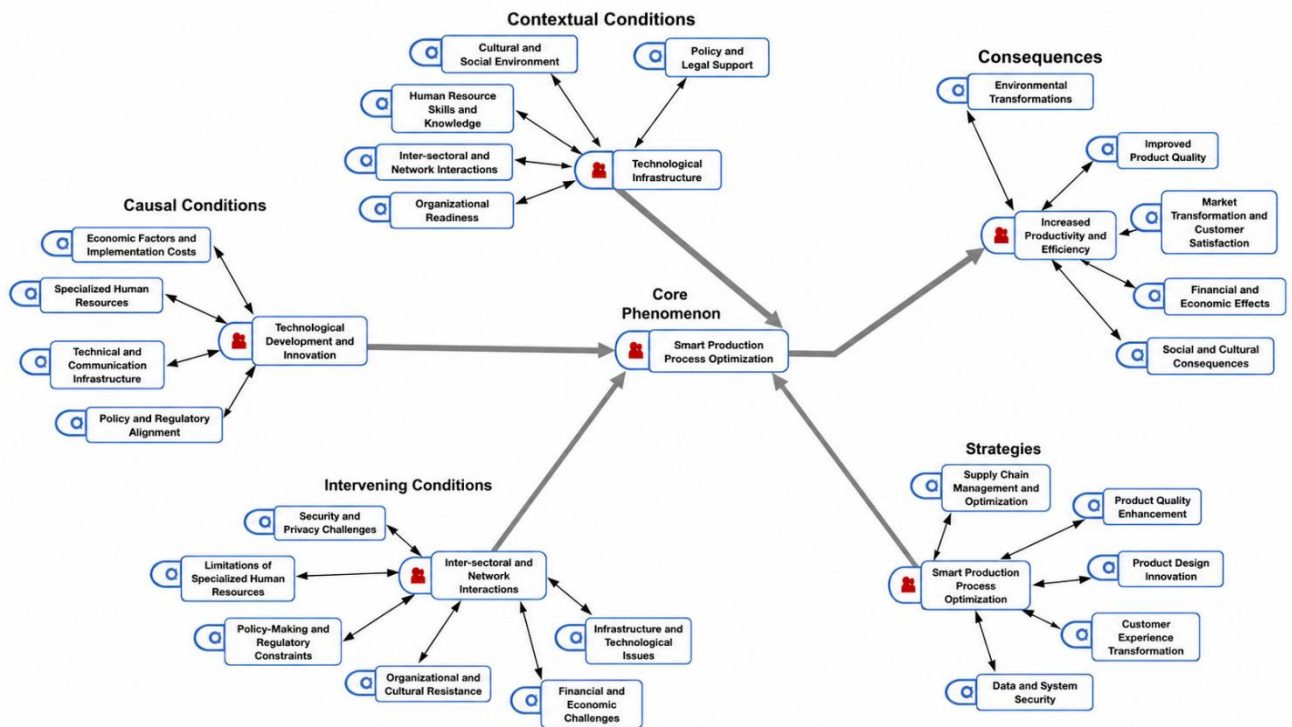 Contextual Conditions
Cultural and
Social Environment
Policy and
Legal Support
Human Resource
Skills and
Knowledge
Inter-sectoral and
Network Interactions
Organizational
Readiness
Technological
Infrastructure
Consequences
Environmental
Transformations
Improved
Product Quality
Market
Transformation and
Customer
Satisfaction
Increased
Productivity and
Efficiency
Financial and
Economic Effects
Social and Cultural
Consequences
Causal Conditions
Economic Factors and
Implementation Costs
Specialized Human
Resources
Technical and
Communication
Infrastructure
Policy and Regulatory
Alignment
Technological
Development and
Innovation
Core
Phenomenon
Smart Production
Process Optimization
Intervening Conditions
Security and
Privacy Challenges
Limitations of
Specialized Human
Resources
Policy-Making and
Regulatory
Constraints
Organizational and
Cultural Resistance
Financial and
Economic
Challenges
Infrastructure and
Technological
Issues
Inter-sectoral and
Network
Interactions
Strategies
Supply Chain
Management and
Optimization
Product Quality
Enhancement
Product Design
Innovation
Customer
Experience
Transformation
Data and System
Security
Smart Production
Process
Optimization